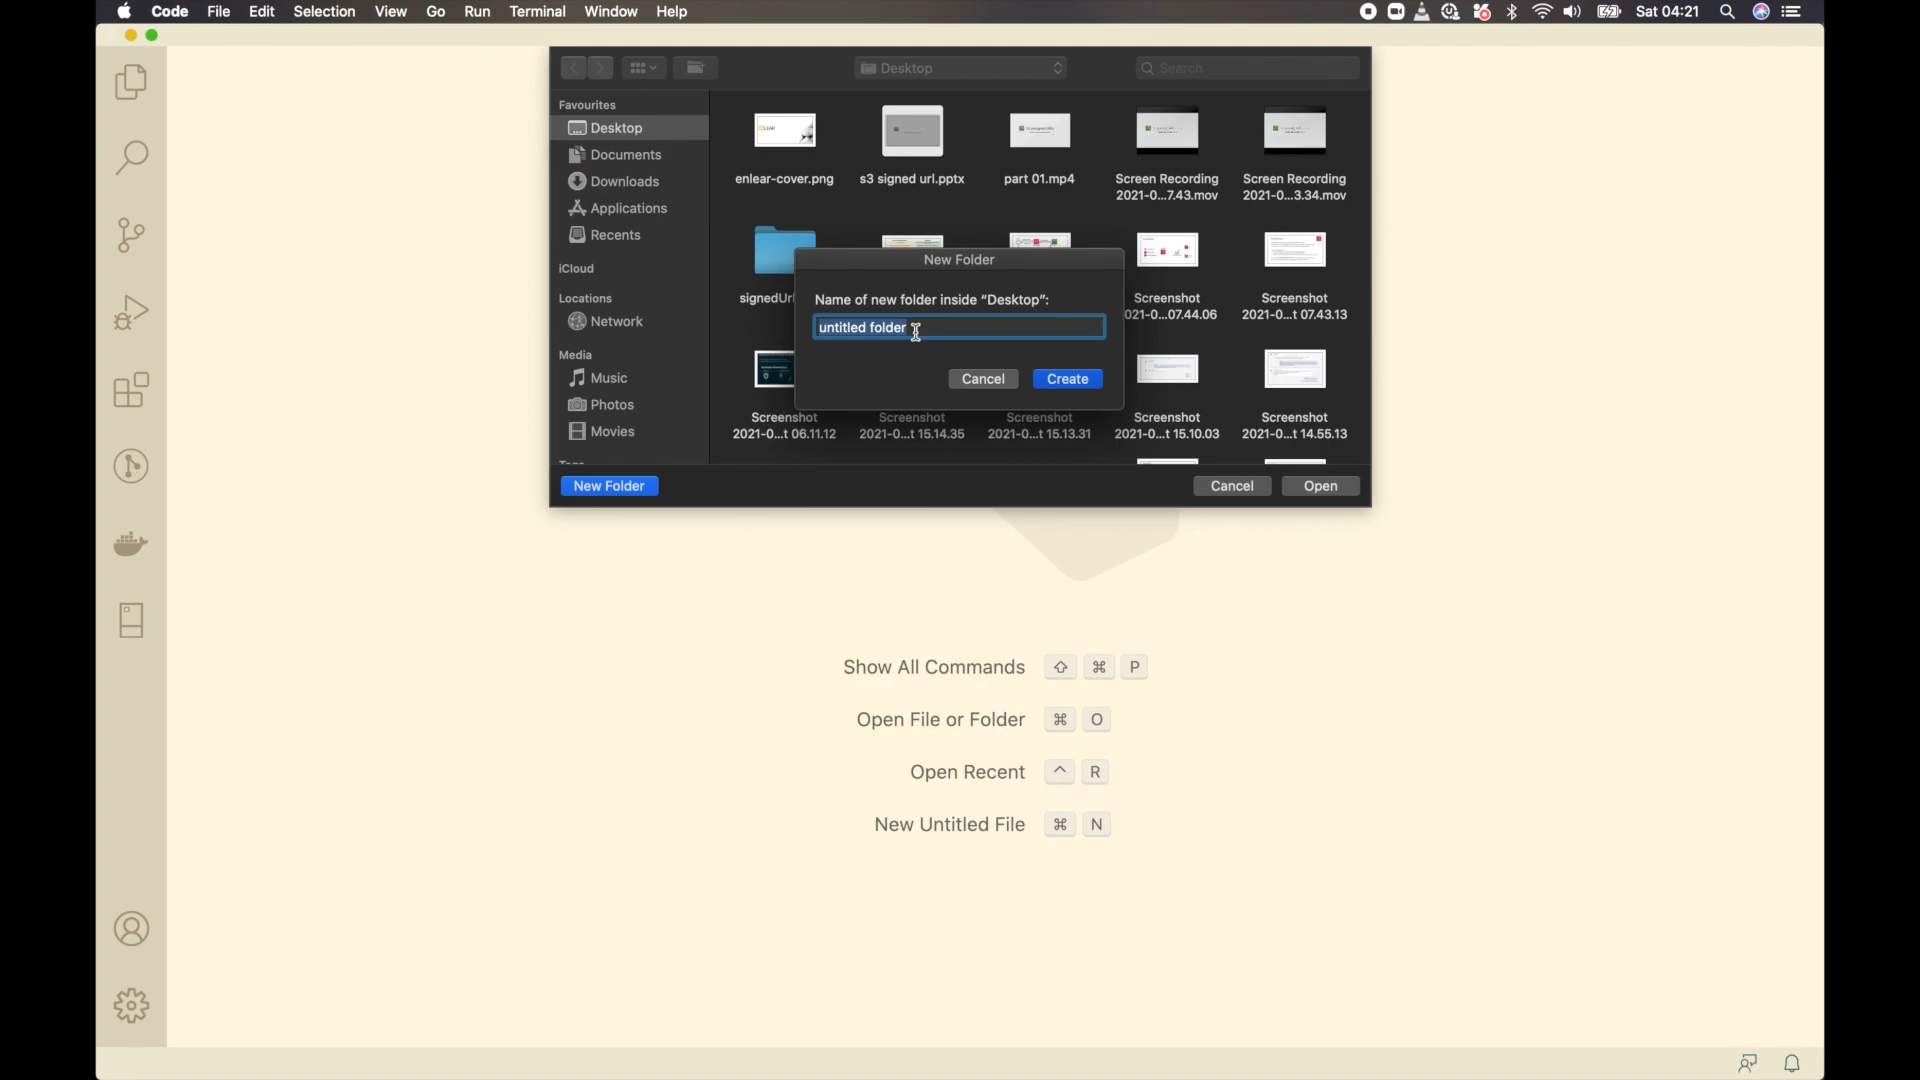 Code File Edit Selection View Go Run Terminal Window Help
Sat 04:21
Desktop
Search
Favourites
Desktop
Documents
Downloads
Applications
Recents
iCloud
Locations
Network
Media
Music
Photos
Movies
enlear-cover.png
s3 signed url.pptx
part 01.mp4
Screen Recording
2021-0...7.43.mov
Screen Recording
2021-0...3.34.mov
Screenshot
Screenshot
2021-0...t 07.43.13
New Folder
Name of new folder inside “Desktop”:
untitled folder
Cancel
Create
Screenshot
2021-0...t 06.11.12
Screenshot
2021-0...t 15.14.35
Screenshot
2021-0...t 15.13.31
Screenshot
2021-0...t 15.10.03
Screenshot
2021-0...t 14.55.13
New Folder
Cancel
Open
Show All Commands ⇧ ⌘ P
Open File or Folder ⌘ O
Open Recent ^ R
New Untitled File ⌘ N